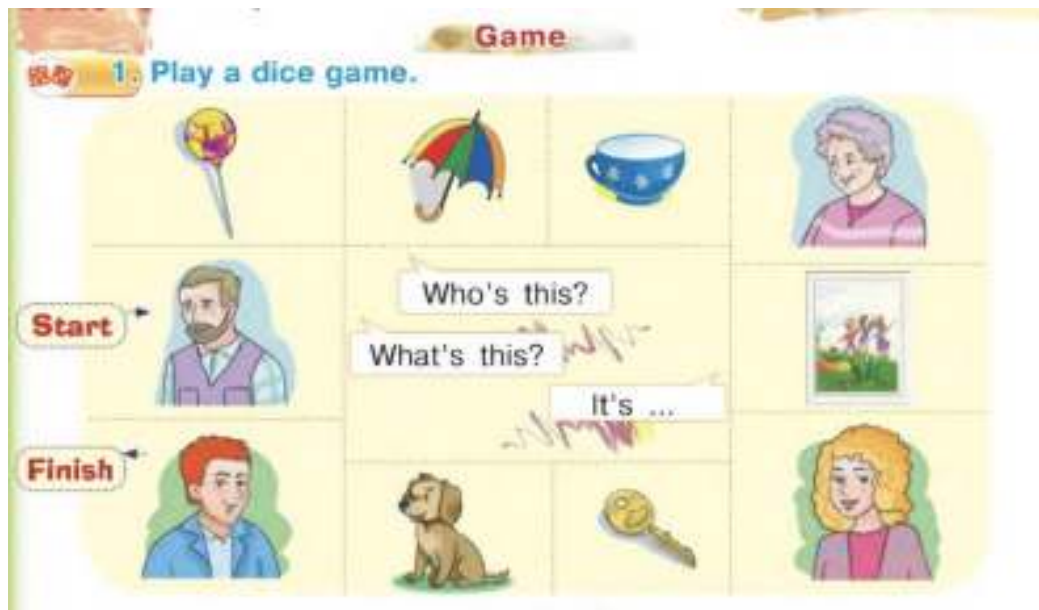 Game
1. Play a dice game.
Who's this?
Start
What's this?
It's ...
Finish